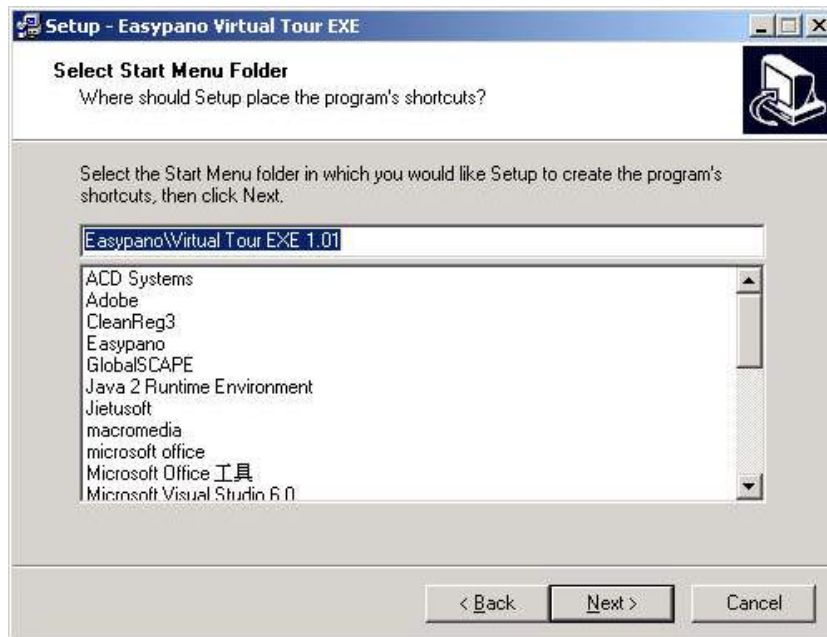 Setup - Easypano Virtual Tour EXE
Select Start Menu Folder
Where should Setup place the program's shortcuts?
Select the Start Menu folder in which you would like Setup to create the program's
shortcuts, then click Next.
Easypano\Virtual Tour EXE 1.01
ACD Systems
Adobe
CleanReg3
Easypano
GlobalSCAPE
Java 2 Runtime Environment
Jietusoft
macromedia
microsoft office
Microsoft Office 工具
Microsoft Visual Studio 6.0
< Back Next > Cancel